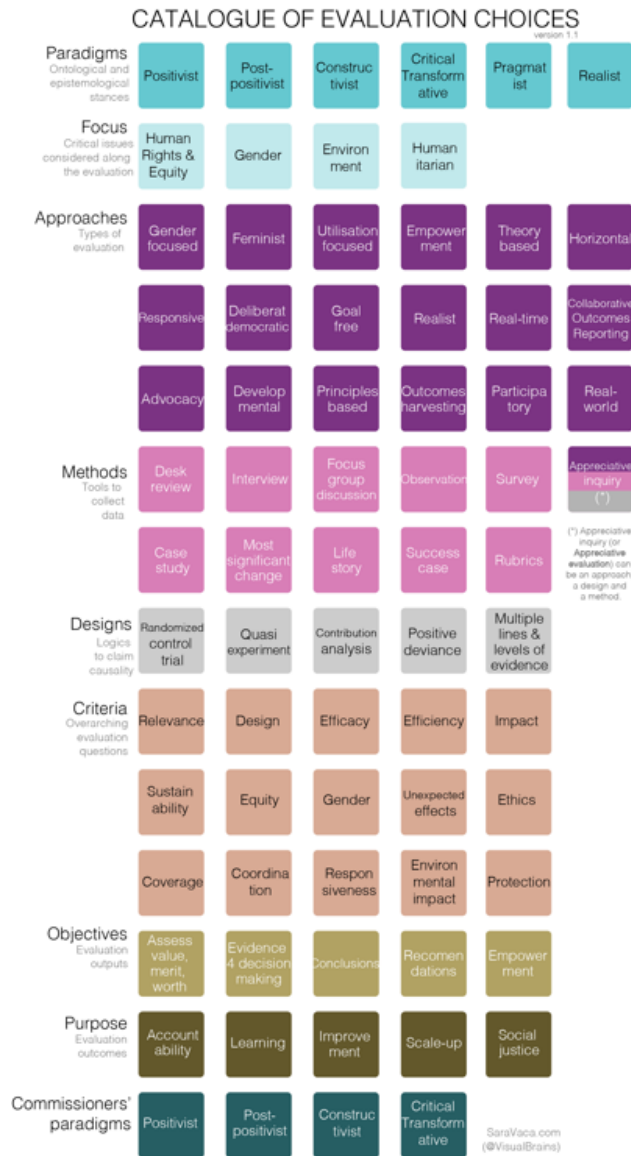 CATALOGUE OF EVALUATION CHOICES
version 1.1
Paradigms
Ontological and
epistemological
stances
Positivist
Post-
positivist
Construc
tivist
Critical
Transform
ative
Pragmat
ist
Realist
Focus
Critical issues
considered along
the evaluation
Human
Rights &
Equity
Gender
Environ
ment
Human
itarian
Approaches
Types of
evaluation
Gender
focused
Feminist
Utilisation
focused
Empower
ment
Theory
based
Horizontal
Responsive
Deliberat
democratic
Goal
free
Realist
Real-time
Collaborative
Outcomes
Reporting
Advocacy
Develop
mental
Principles
based
Outcomes
harvesting
Participa
tory
Real-
world
Methods
Tools to
collect
data
Desk
review
Interview
Focus
group
discussion
Observation
Survey
Appreciative
inquiry
(*)
Case
study
Most
significant
change
Life
story
Success
case
Rubrics
(*) Appreciative
inquiry (or
Appreciative
evaluation) can
be an approach,
a design and
a method.
Designs
Logics
to claim
causality
Randomized
control
trial
Quasi
experiment
Contribution
analysis
Positive
deviance
Multiple
lines &
levels of
evidence
Criteria
Overarching
evaluation
questions
Relevance
Design
Efficacy
Efficiency
Impact
Sustain
ability
Equity
Gender
Unexpected
effects
Ethics
Coverage
Coordina
tion
Respon
siveness
Environ
mental
impact
Protection
Objectives
Evaluation
outputs
Assess
value,
merit,
worth
Evidence
4 decision
making
Conclusions
Recomen
dations
Empower
ment
Purpose
Evaluation
outcomes
Account
ability
Learning
Improve
ment
Scale-up
Social
justice
Commissioners'
paradigms
Positivist
Post-
positivist
Construc
tivist
Critical
Transform
ative
SaraVaca.com
(@VisualBrains)